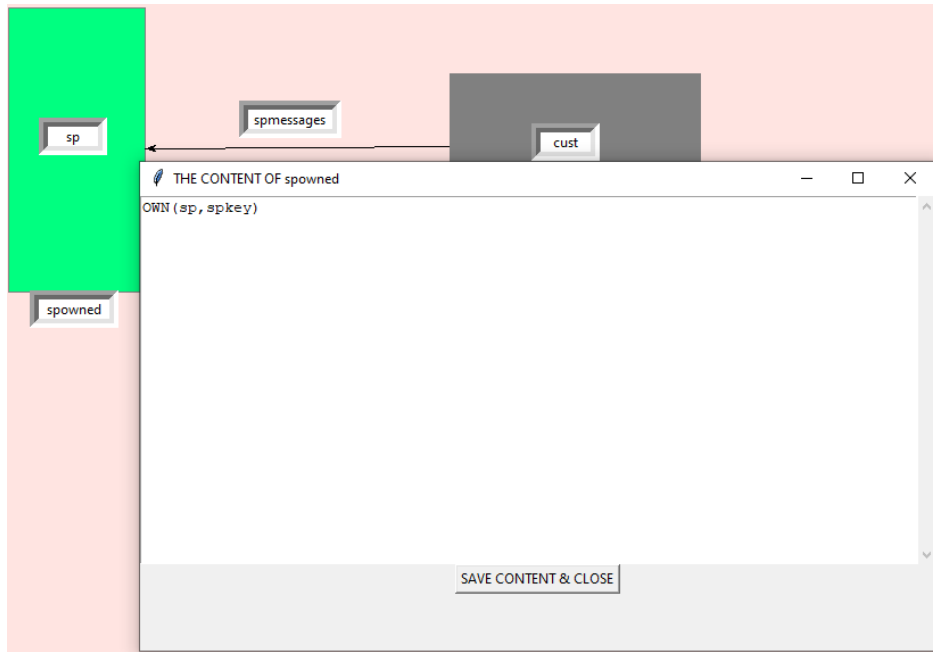 spmessages
sp
cust
THE CONTENT OF spowned
OWN(sp,spkey)
spowned
SAVE CONTENT & CLOSE